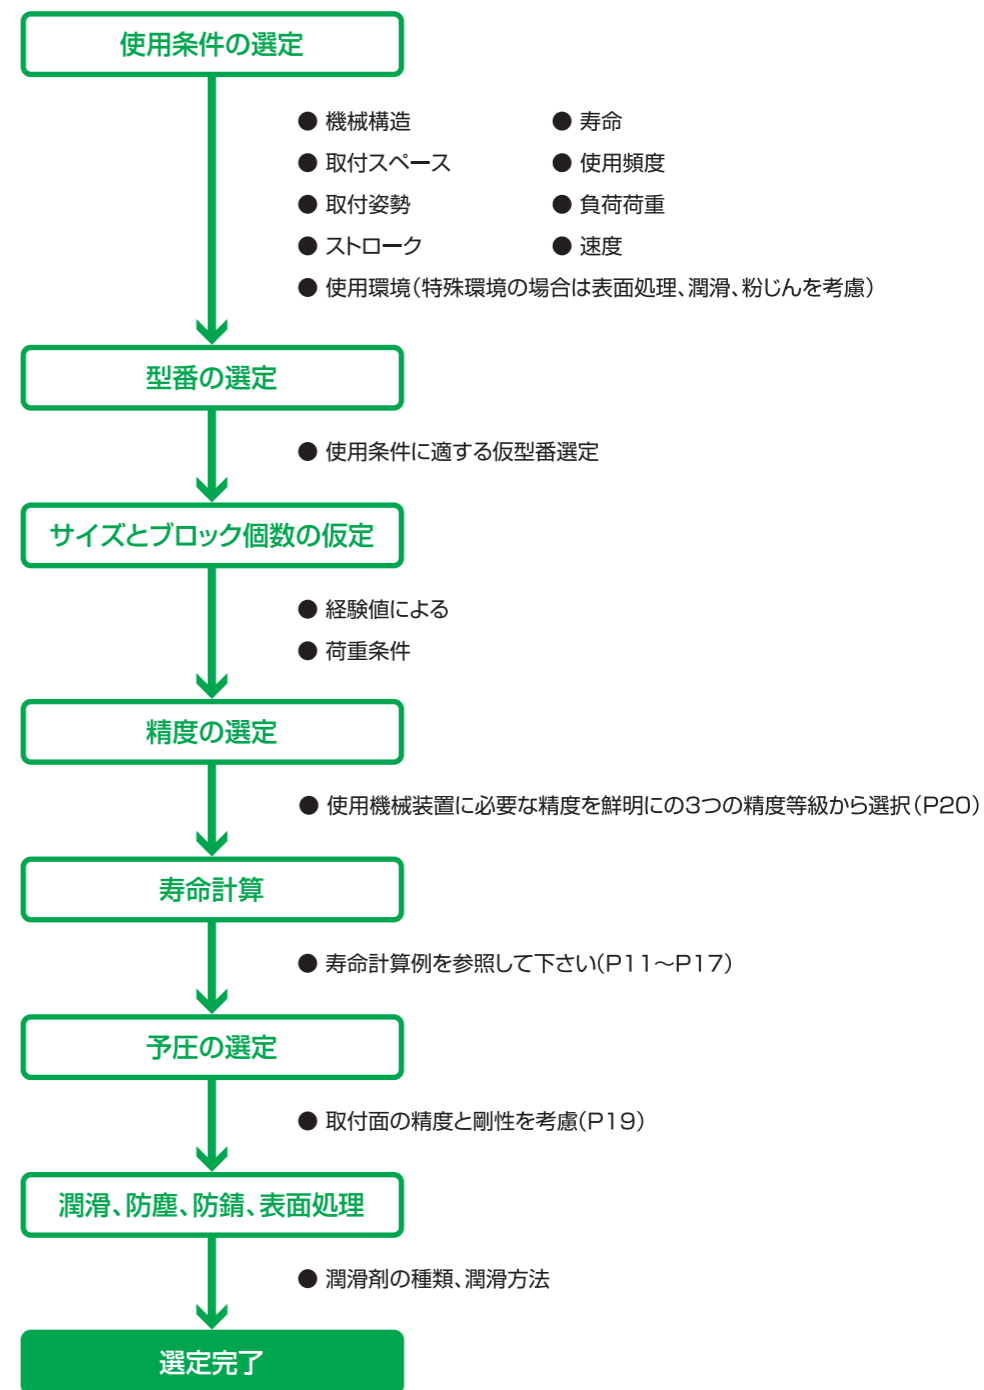 使用条件の選定
● 機械構造 ● 寿命
● 取付スペース ● 使用頻度
● 取付姿勢 ● 負荷荷重
● ストローク ● 速度
● 使用環境(特殊環境の場合は表面処理、潤滑、粉じんを考慮)
型番の選定
● 使用条件に適する仮型番選定
サイズとブロック個数の仮定
● 経験値による
● 荷重条件
精度の選定
● 使用機械装置に必要な精度を鮮明にの3つの精度等級から選択(P20)
寿命計算
● 寿命計算例を参照して下さい(P11〜P17)
予圧の選定
● 取付面の精度と剛性を考慮(P19)
潤滑、防塵、防錆、表面処理
● 潤滑剤の種類、潤滑方法
選定完了